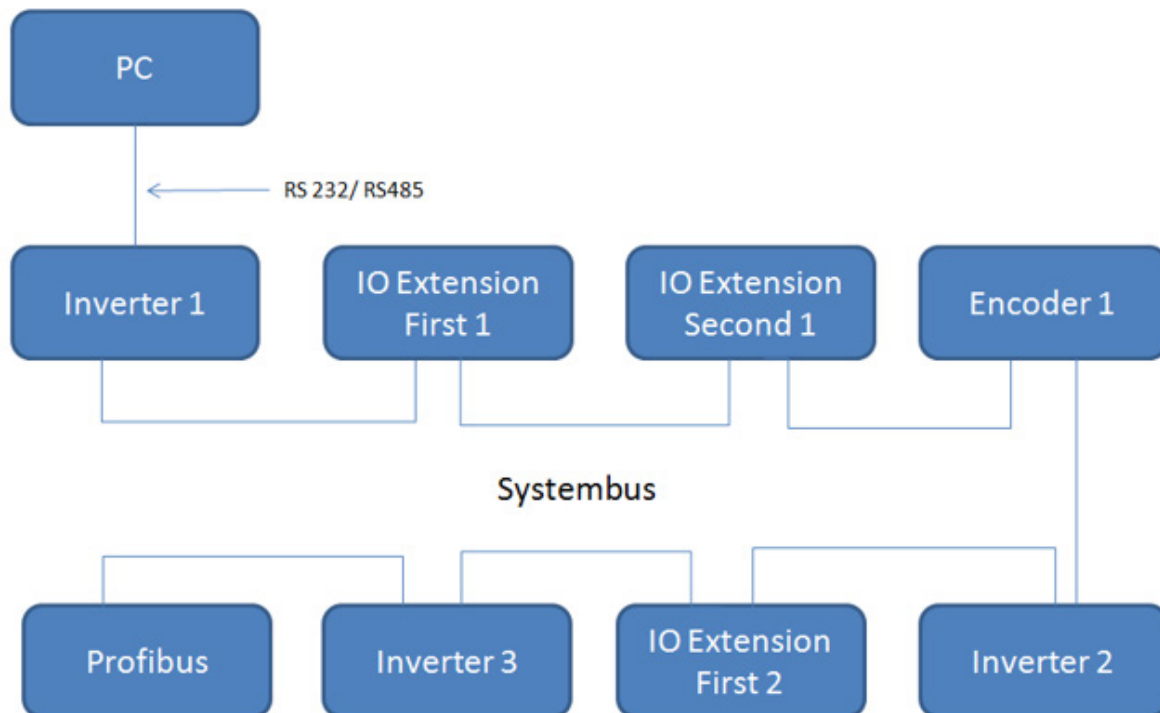 PC
RS 232/ RS485
Inverter 1
IO Extension
First 1
IO Extension
Second 1
Encoder 1
Systembus
Profibus
Inverter 3
IO Extension
First 2
Inverter 2